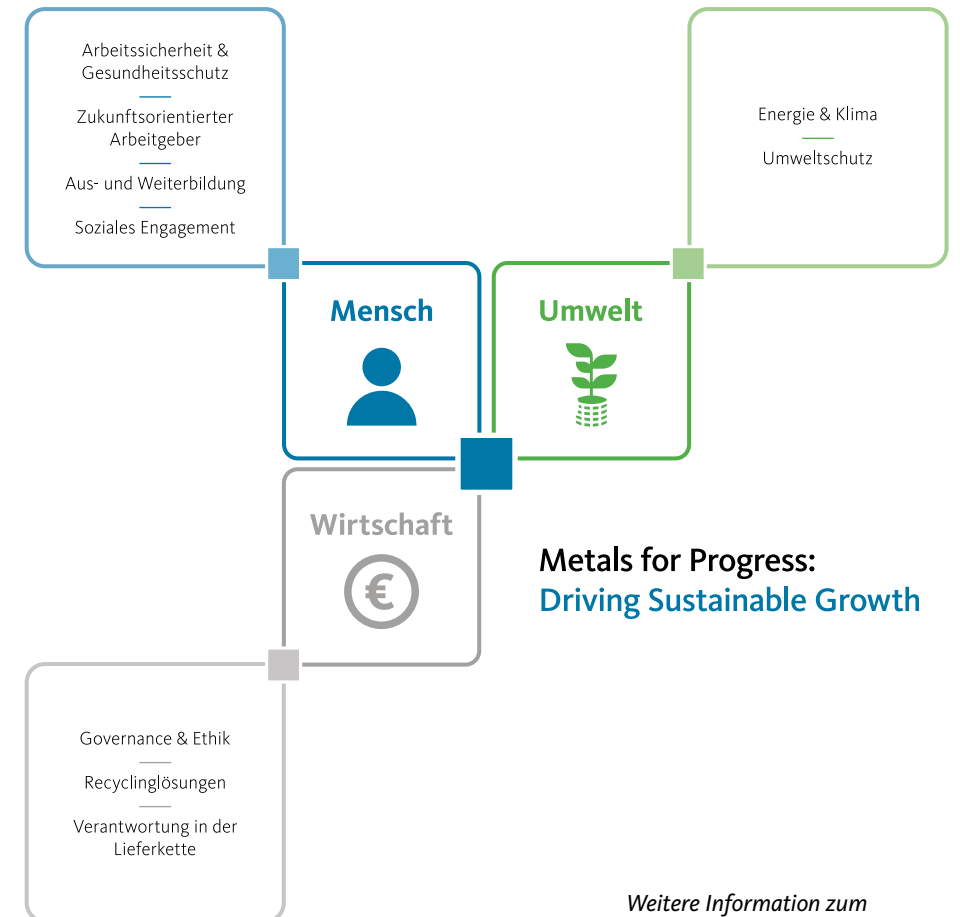 Arbeitssicherheit &
Gesundheitsschutz
Zukunftsorientierter
Arbeitgeber
Aus- und Weiterbildung
Soziales Engagement
Energie & Klima
Umweltschutz
Mensch
Umwelt
Wirtschaft
€
Metals for Progress:
Driving Sustainable Growth
Governance & Ethik
Recyclinglösungen
Verantwortung in der
Lieferkette
Weitere Information zum